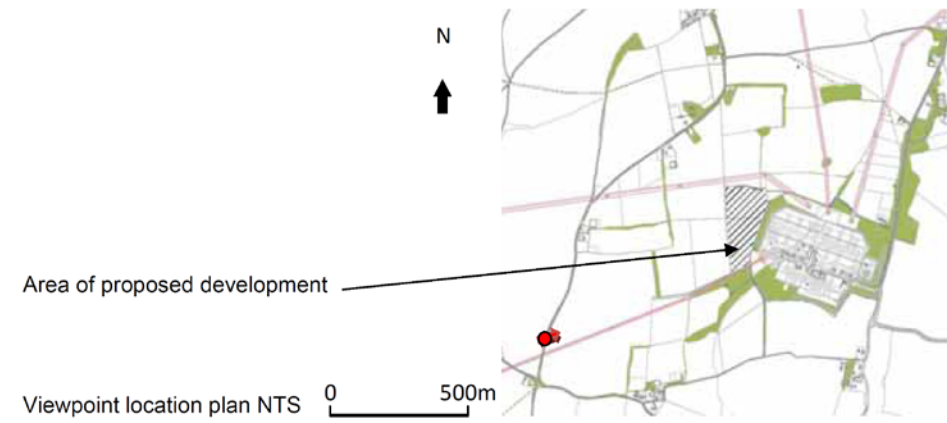 N
Area of proposed development
Viewpoint location plan NTS
0 500m